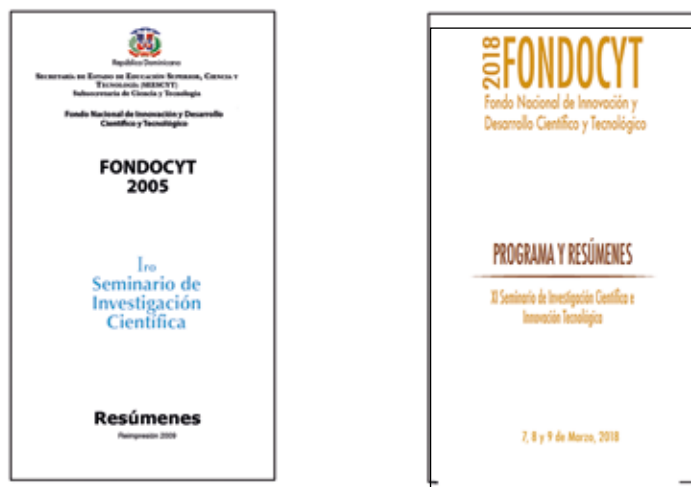 República Dominicana
SECRETARÍA DE ESTADO DE EDUCACIÓN SUPERIOR, CIENCIA Y
TECNOLOGÍA (SEESCYT)
Subsecretaría de Ciencia y Tecnología
Fondo Nacional de Innovación y Desarrollo
Científico y Tecnológico
FONDOCYT
2005
Iro
Seminario de
Investigación
Científica
Resúmenes
Reimpresión 2009
2018 FONDOCYT
Fondo Nacional de Innovación y
Desarrollo Científico y Tecnológico
PROGRAMA Y RESÚMENES
XI Seminario de Investigación Científica e
Innovación Tecnológica
7, 8 y 9 de Marzo, 2018